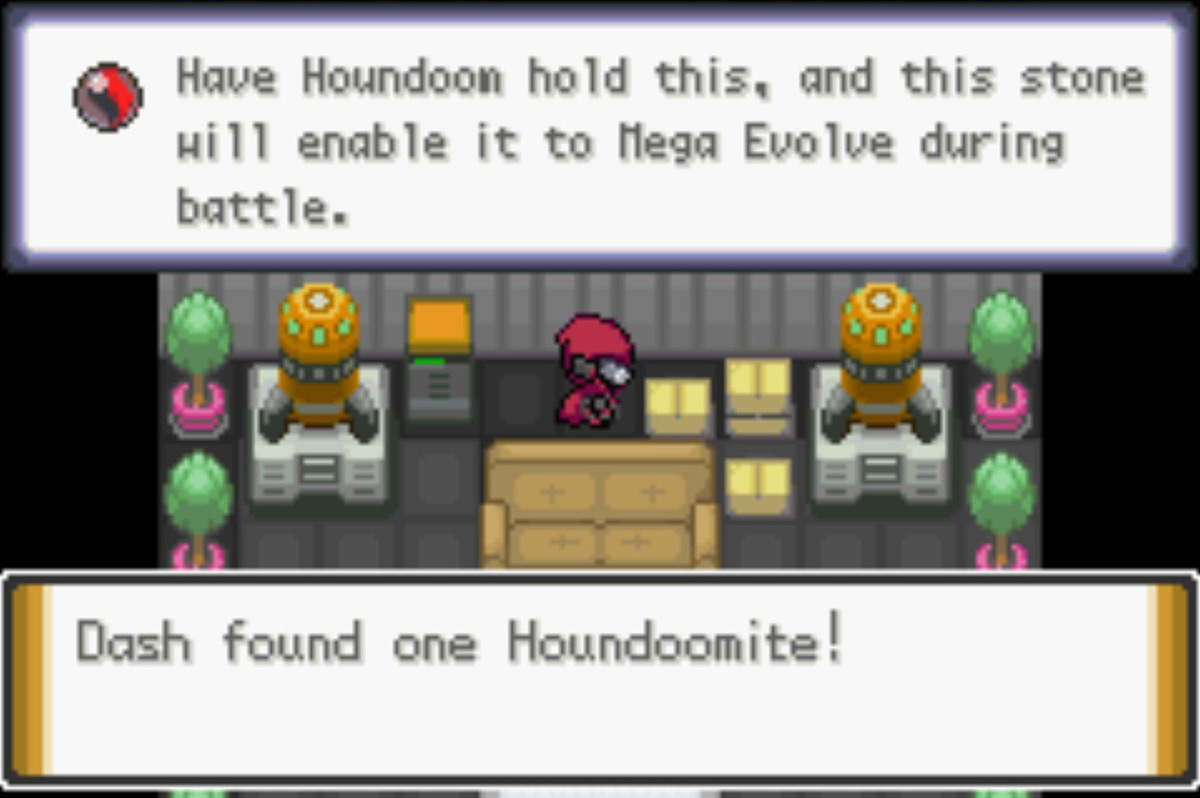 Have Houndoom hold this, and this stone
will enable it to Mega Evolve during
battle.
Dash found one Houndoomite!